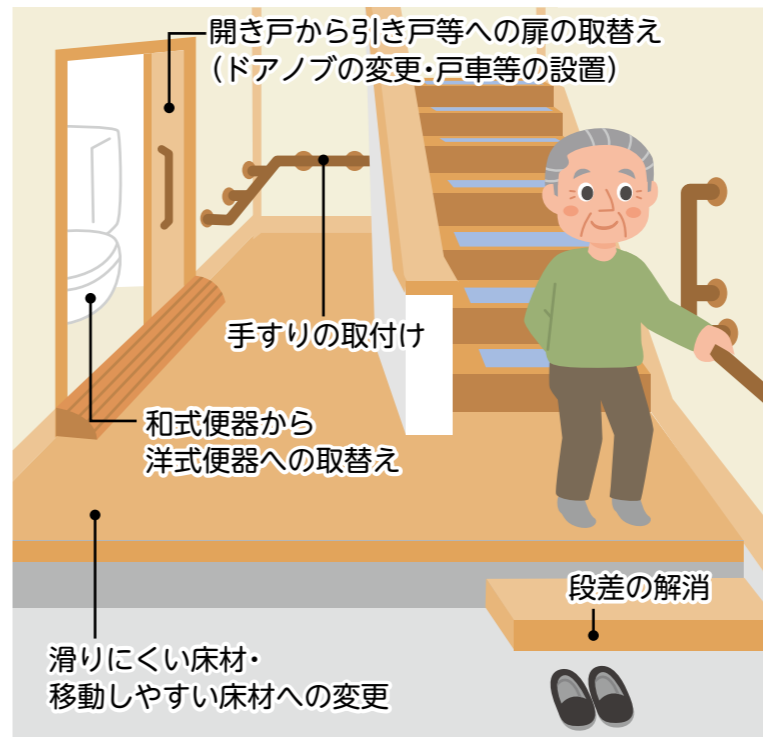 開き戸から引き戸等への扉の取替え
（ドアノブの変更・戸車等の設置）
手すりの取付け
和式便器から
洋式便器への取替え
段差の解消
滑りにくい床材・
移動しやすい床材への変更